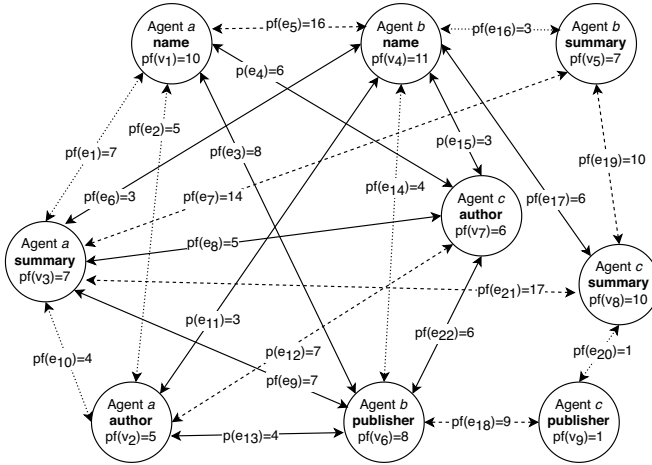 Agent a
name
pf(v1)=10
pf(e5)=16
Agent b
name
pf(v4)=11
pf(e16)=3
Agent b
summary
pf(v5)=7
p(e4)=6
pf(e2)=5
pf(e1)=7
pf(e3)=8
p(e15)=3
pf(e19)=10
pf(e14)=4
pf(e6)=3
pf(e7)=14
pf(e17)=6
Agent c
author
pf(v7)=6
Agent a
summary
pf(v3)=7
pf(e8)=5
Agent c
summary
pf(v8)=10
pf(e21)=17
p(e11)=3
pf(e22)=6
p(e12)=7
pf(e20)=1
pf(e10)=4
pf(e9)=7
Agent a
author
pf(v2)=5
p(e13)=4
Agent b
publisher
pf(v6)=8
pf(e18)=9
Agent c
publisher
pf(v9)=1